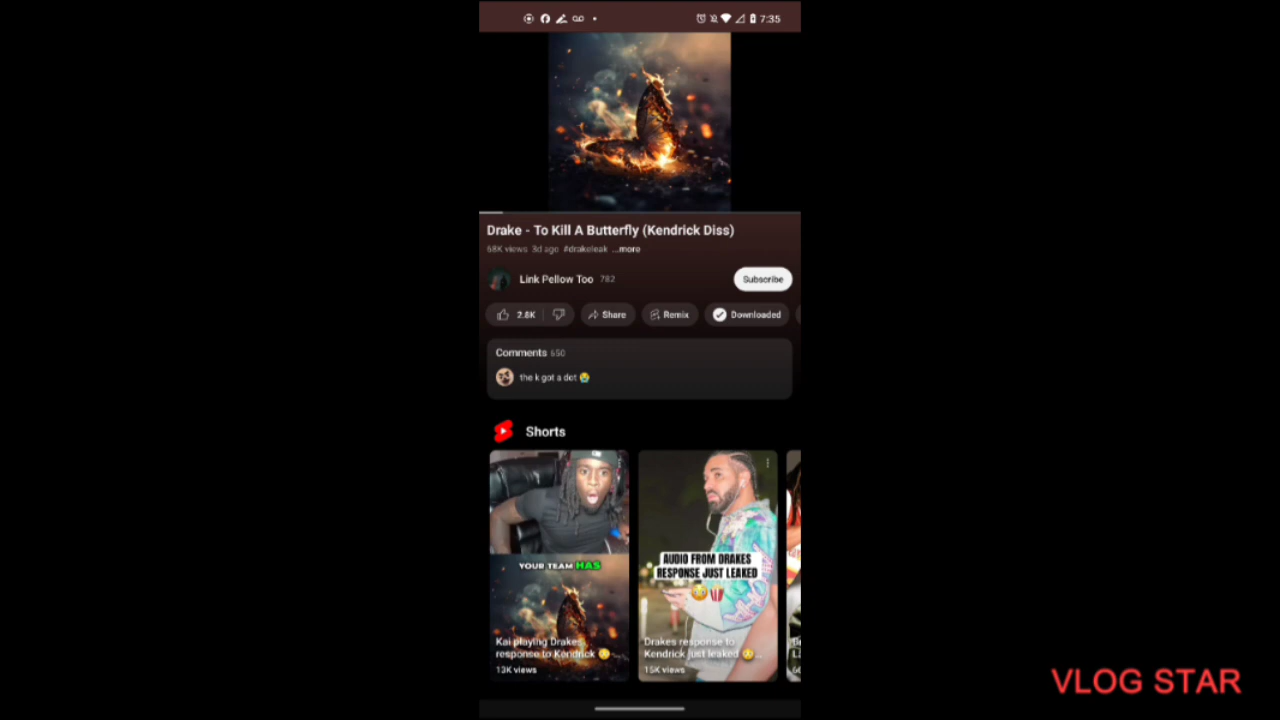 7:35
Drake - To Kill A Butterfly (Kendrick Diss)
68K views 3d ago #drakeleak ...more
Link Pellow Too 782
Subscribe
2.8K
Share
Remix
Downloaded
Comments 650
the k got a dot 😭
Shorts
YOUR TEAM HAS
Kai playing Drakes
response to Kendrick 😳...
13K views
AUDIO FROM DRAKES
RESPONSE JUST LEAKED
😳🍿
Drakes response to
Kendrick just leaked 😳...
15K views
VLOG STAR